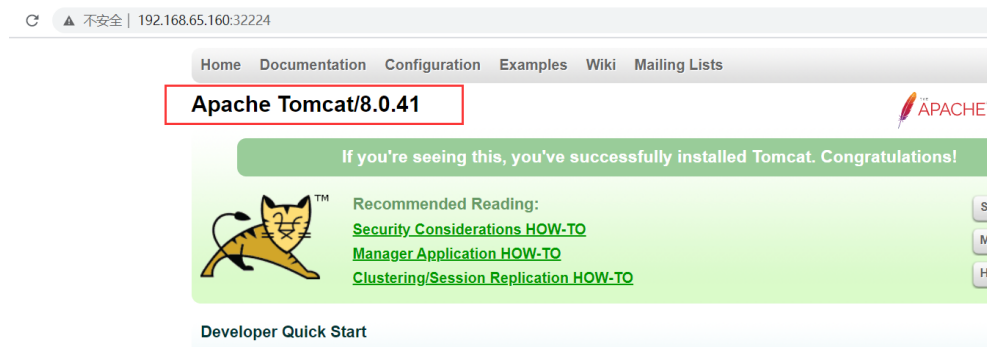 不安全 | 192.168.65.160:32224
Home Documentation Configuration Examples Wiki Mailing Lists
Apache Tomcat/8.0.41
APACHE
If you're seeing this, you've successfully installed Tomcat. Congratulations!
TM
Recommended Reading:
Security Considerations HOW-TO
Manager Application HOW-TO
Clustering/Session Replication HOW-TO
S
M
H
Developer Quick Start